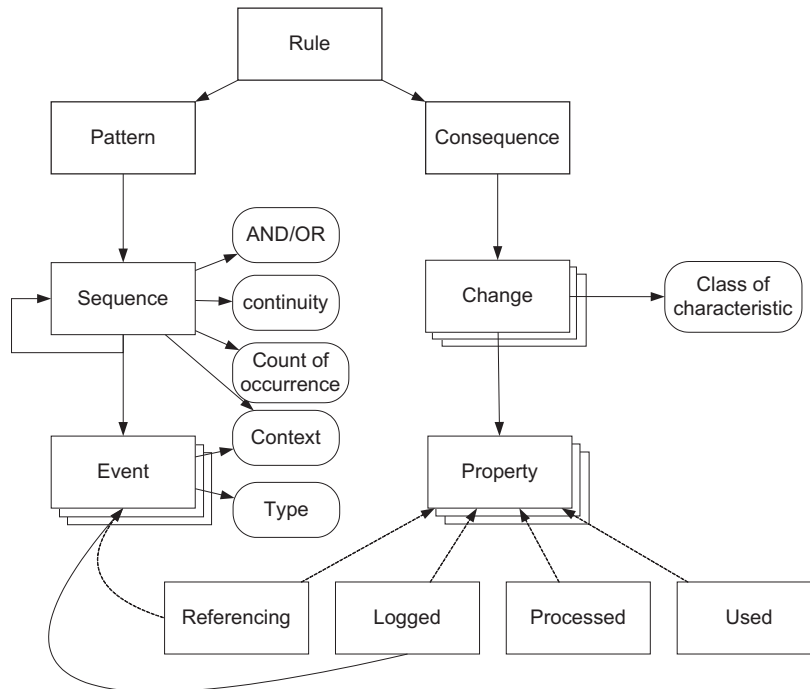 Rule
Pattern
Consequence
AND/OR
Sequence
continuity
Change
Class of
characteristic
Count of
occurrence
Context
Event
Property
Type
Referencing
Logged
Processed
Used